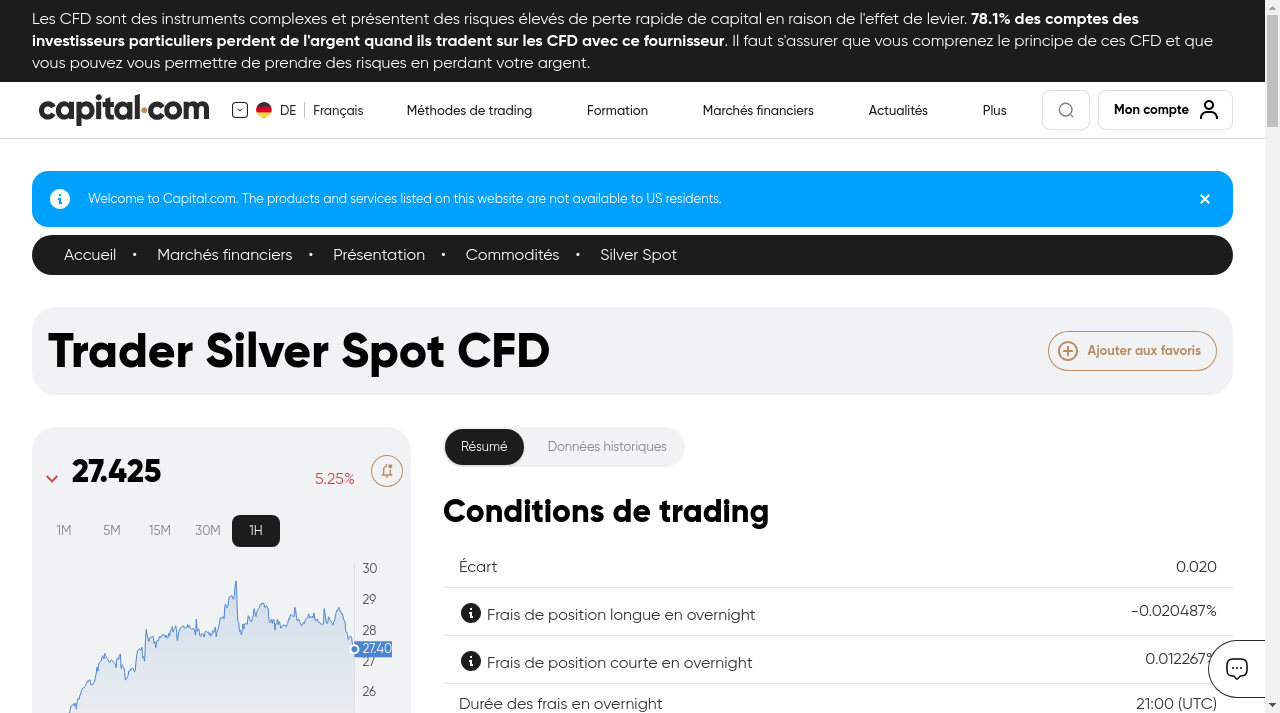 Les CFD sont des instruments complexes et présentent des risques élevés de perte rapide de capital en raison de l'effet de levier. 78.1% des comptes des
investisseurs particuliers perdent de l'argent quand ils tradent sur les CFD avec ce fournisseur. Il faut s'assurer que vous comprenez le principe de ces CFD et que
vous pouvez vous permettre de prendre des risques en perdant votre argent.
capital.com DE Français Méthodes de trading Formation Marchés financiers Actualités Plus Mon compte
Welcome to Capital.com. The products and services listed on this website are not available to US residents.
Accueil • Marchés financiers • Présentation • Commodités • Silver Spot
Trader Silver Spot CFD
Ajouter aux favoris
27.425 5.25%
1M 5M 15M 30M 1H
30
29
28
27.40
27
26
Résumé Données historiques
Conditions de trading
Écart 0.020
Frais de position longue en overnight -0.020487%
Frais de position courte en overnight 0.012267%
Durée des frais en overnight 21:00 (UTC)